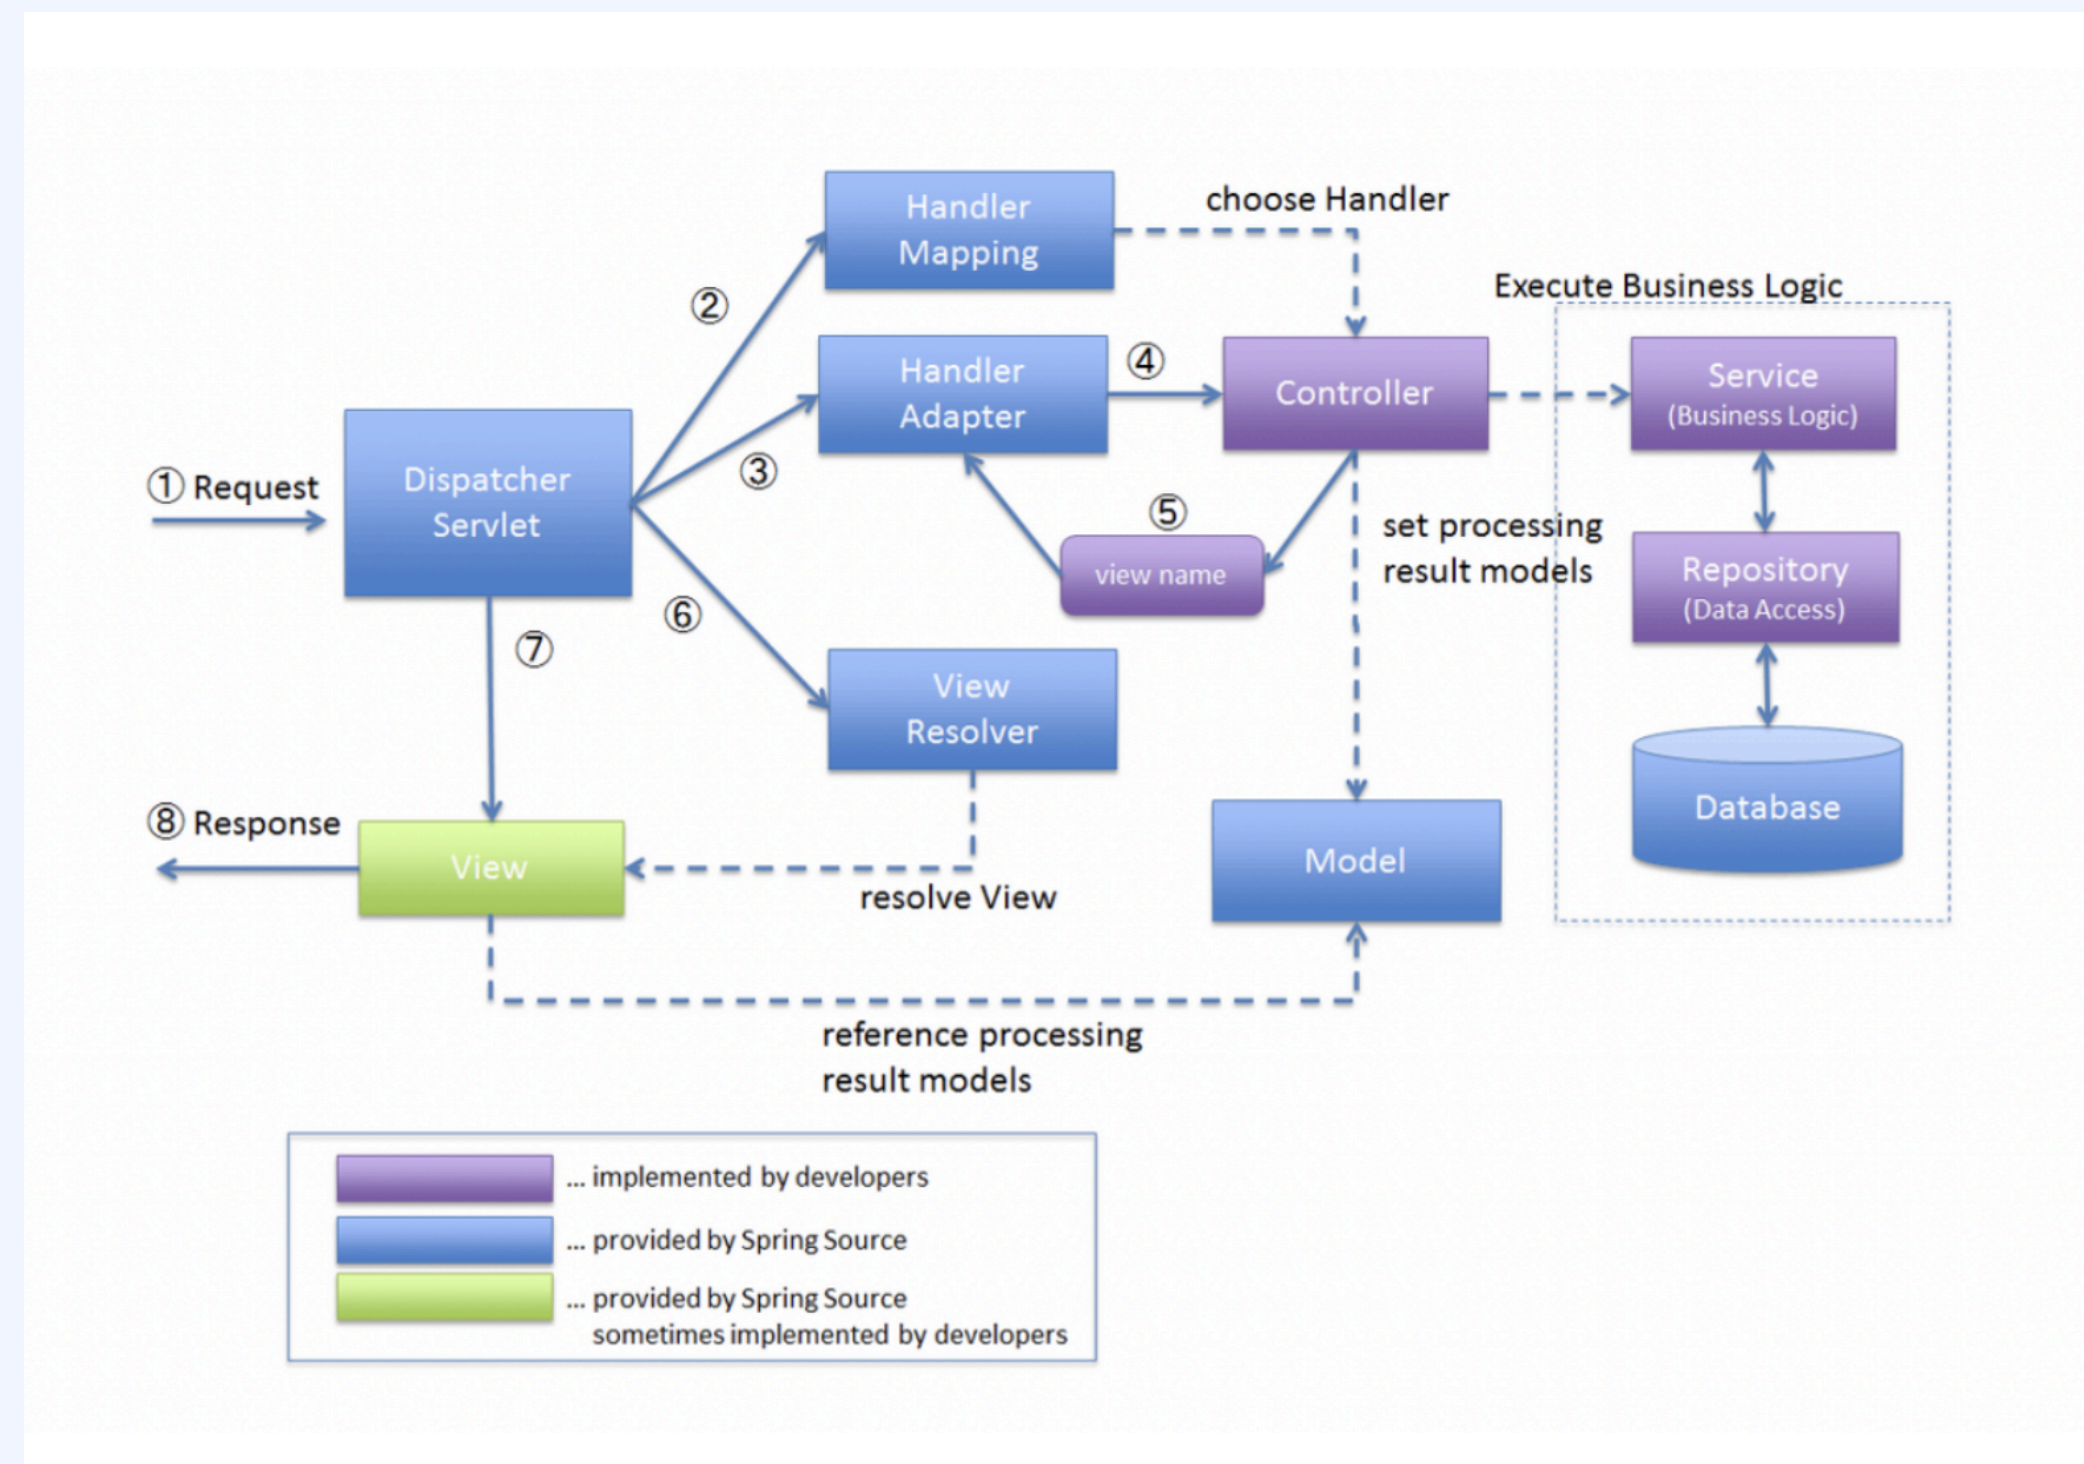 Handler
Mapping
choose Handler
②
Execute Business Logic
Handler
Adapter
④
Controller
Service
(Business Logic)
① Request
Dispatcher
Servlet
③
⑤
view name
set processing
result models
Repository
(Data Access)
⑥
⑦
View
Resolver
Database
⑧ Response
View
resolve View
Model
reference processing
result models
... implemented by developers
... provided by Spring Source
... provided by Spring Source
sometimes implemented by developers